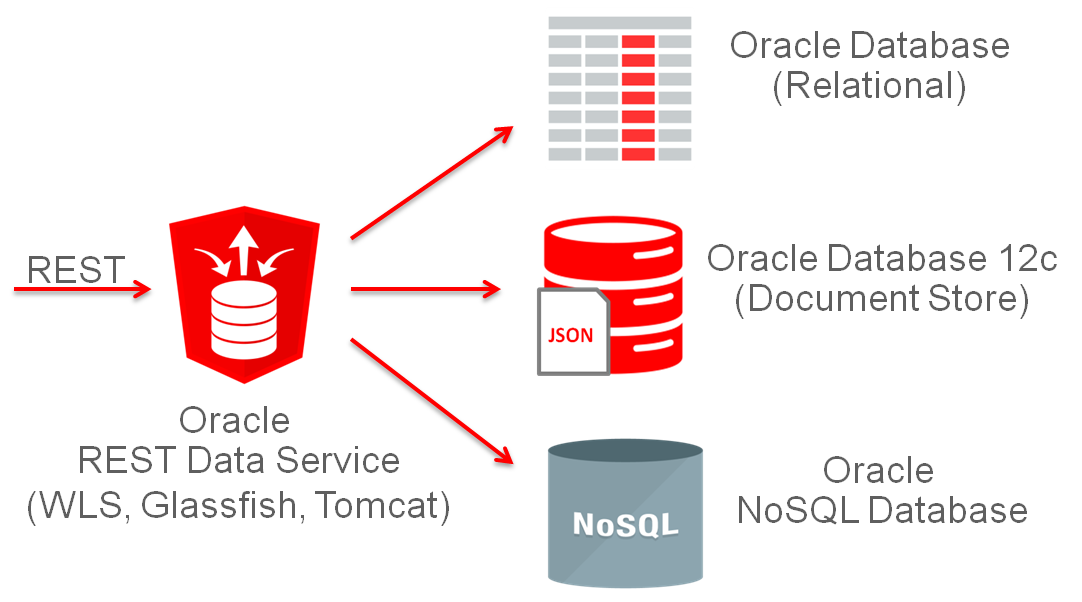 REST
Oracle
REST Data Service
(WLS, Glassfish, Tomcat)
Oracle Database
(Relational)
JSON
Oracle Database 12c
(Document Store)
NoSQL
Oracle
NoSQL Database